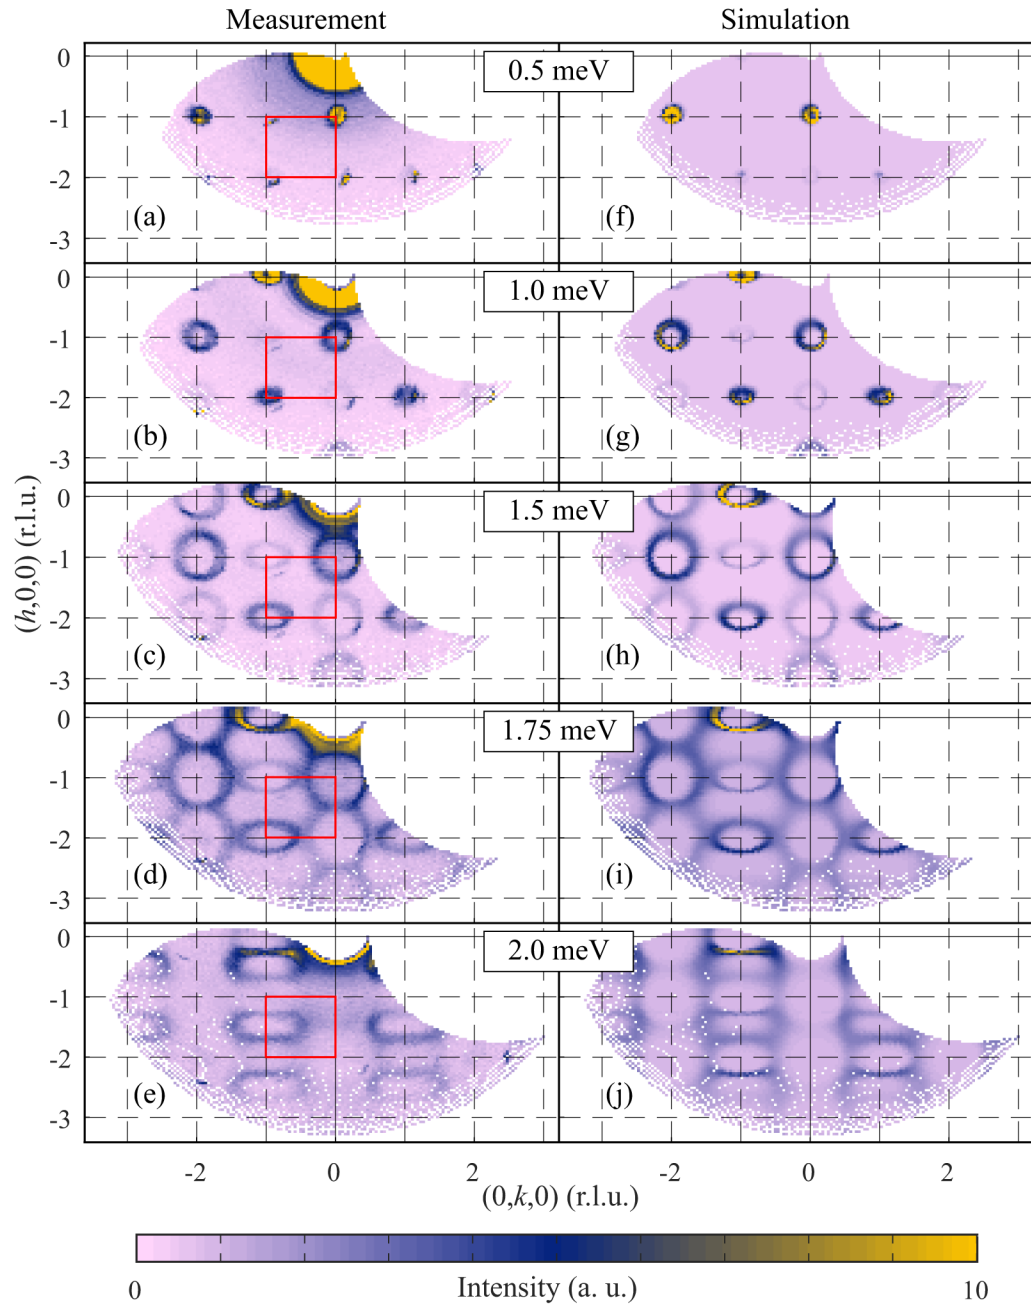 Measurement Simulation
0.5 meV
0
-1
-2
-3
(a) (f)
1.0 meV
0
-1
-2
-3
(b) (g)
1.5 meV
0
-1
-2
-3
(c) (h)
1.75 meV
0
-1
-2
-3
(d) (i)
2.0 meV
0
-1
-2
-3
(e) (j)
(h,0,0) (r.l.u.)
-2 0 2 -2 0 2
(0,k,0) (r.l.u.)
0 Intensity (a. u.) 10